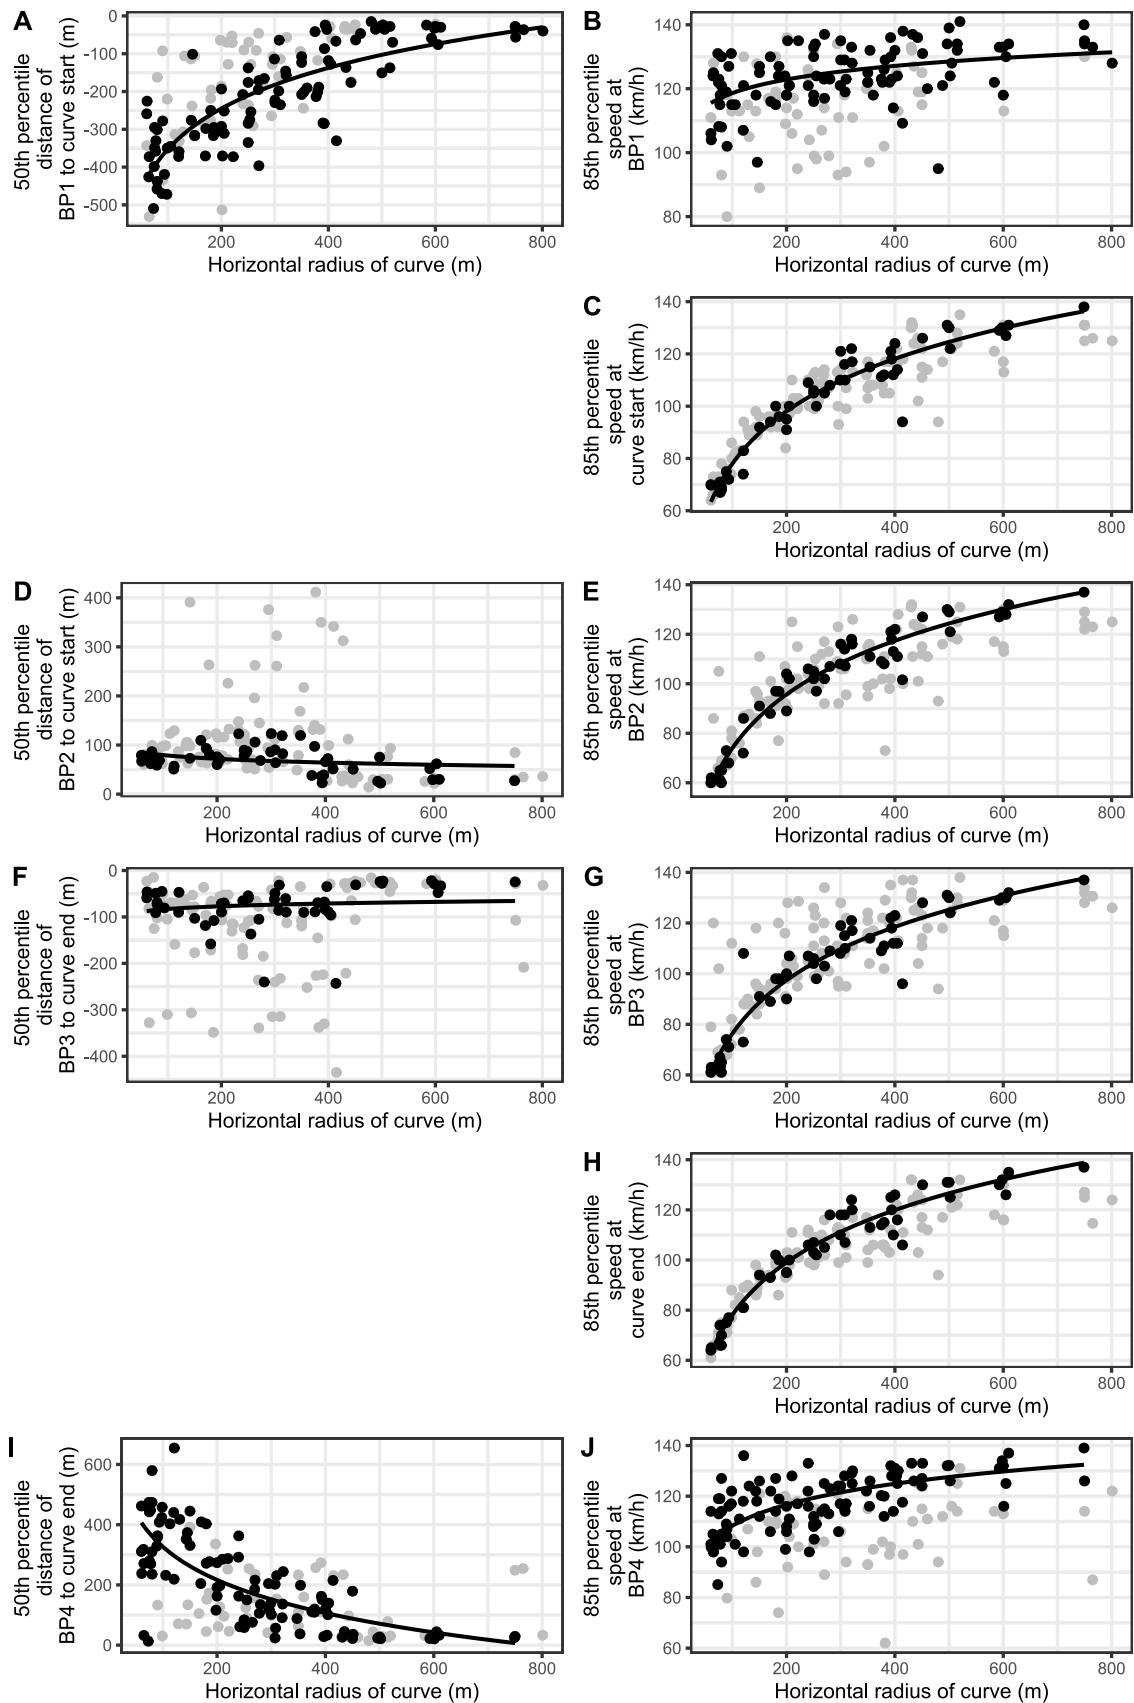 A
50th percentile
distance of
BP1 to curve start (m)
0
-100
-200
-300
-400
-500
200
400
600
800
Horizontal radius of curve (m)
B
85th percentile
speed at
BP1 (km/h)
140
120
100
80
200
400
600
800
Horizontal radius of curve (m)
C
85th percentile
speed at
curve start (km/h)
140
120
100
80
60
200
400
600
800
Horizontal radius of curve (m)
D
50th percentile
distance of
BP2 to curve start (m)
400
300
200
100
0
200
400
600
800
Horizontal radius of curve (m)
E
85th percentile
speed at
BP2 (km/h)
140
120
100
80
60
200
400
600
800
Horizontal radius of curve (m)
F
50th percentile
distance of
BP3 to curve end (m)
0
-100
-200
-300
-400
200
400
600
800
Horizontal radius of curve (m)
G
85th percentile
speed at
BP3 (km/h)
140
120
100
80
60
200
400
600
800
Horizontal radius of curve (m)
H
85th percentile
speed at
curve end (km/h)
140
120
100
80
60
200
400
600
800
Horizontal radius of curve (m)
I
50th percentile
distance of
BP4 to curve end (m)
600
400
200
0
200
400
600
800
Horizontal radius of curve (m)
J
85th percentile
speed at
BP4 (km/h)
140
120
100
80
60
200
400
600
800
Horizontal radius of curve (m)